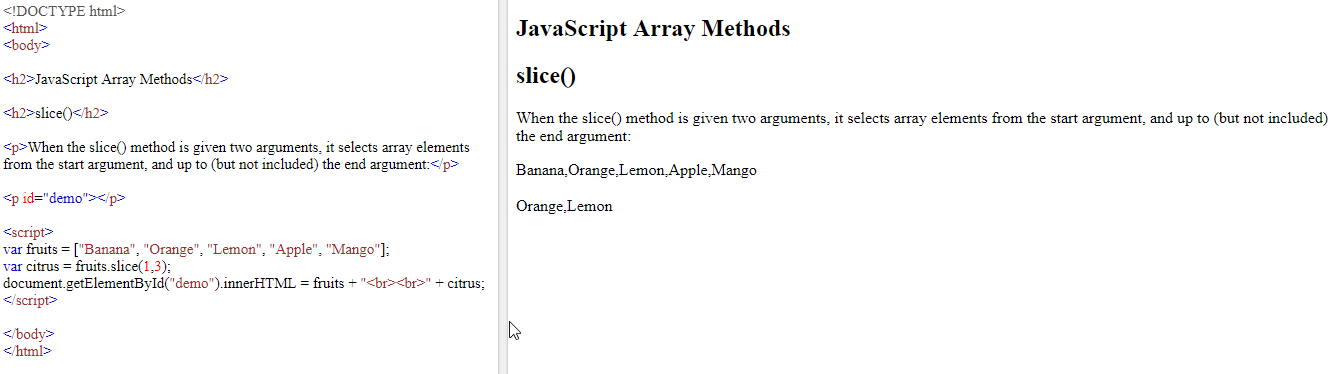 <!DOCTYPE html>
<html>
<body>
<h2>JavaScript Array Methods</h2>
<h2>slice()</h2>
<p>When the slice() method is given two arguments, it selects array elements
from the start argument, and up to (but not included) the end argument:</p>
<p id="demo"></p>
<script>
var fruits = ["Banana", "Orange", "Lemon", "Apple", "Mango"];
var citrus = fruits.slice(1,3);
document.getElementById("demo").innerHTML = fruits + "<br><br>" + citrus;
</script>
</body>
</html>
JavaScript Array Methods
slice()
When the slice() method is given two arguments, it selects array elements from the start argument, and up to (but not included)
the end argument:
Banana,Orange,Lemon,Apple,Mango
Orange,Lemon